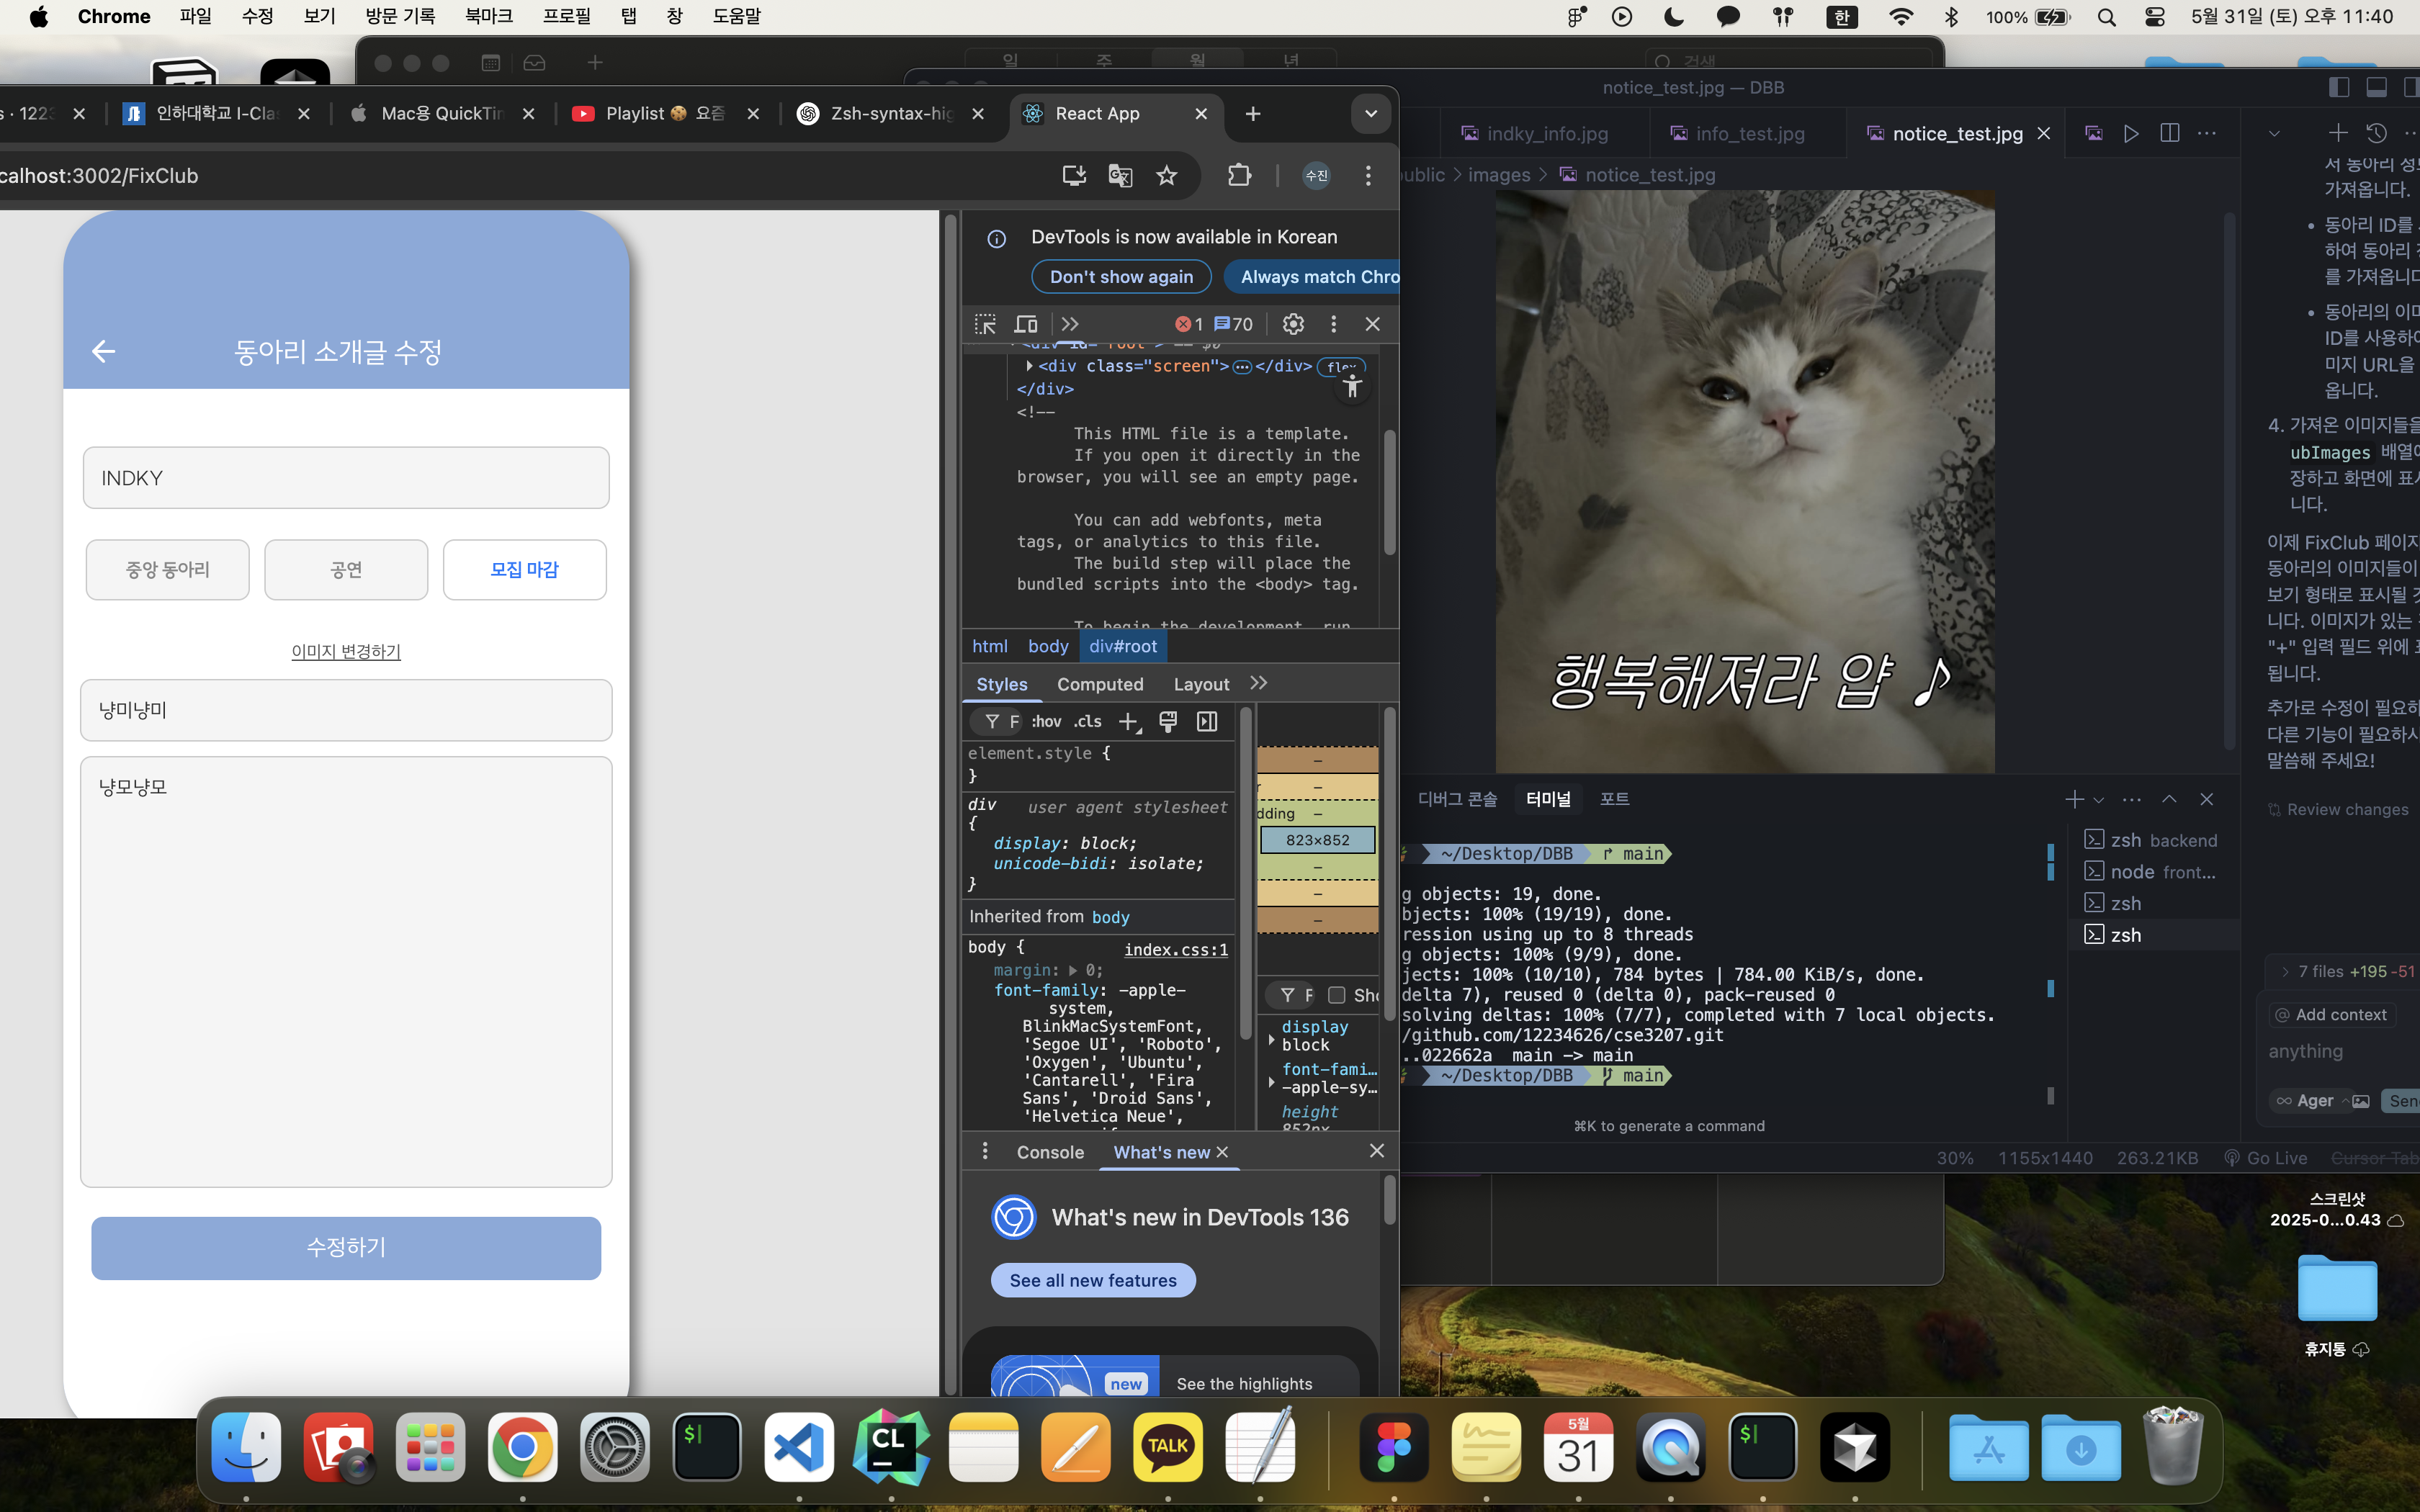 Chrome 파일 수정 보기 방문 기록 북마크 프로필 탭 창 도움말
한 100% 5월 31일 (토) 오후 11:40
일 주 월 년 검색
notice_test.jpg — DBB
s · 122 인하대학교 I-Cla Mac용 QuickTin Playlist 🍪 요즘 Zsh-syntax-hig React App
calhost:3002/FixClub
수진
동아리 소개글 수정
INDKY
중앙 동아리 공연 모집 마감
이미지 변경하기
냥미냥미
냥모냥모
수정하기
DevTools is now available in Korean
Don't show again Always match Chro
1 70
<div id="root"> == $0
<div class="screen"> ⋯ </div> flex
</div>
<!--
This HTML file is a template.
If you open it directly in the
browser, you will see an empty page.
You can add webfonts, meta
tags, or analytics to this file.
The build step will place the
bundled scripts into the <body> tag.
To begin the development, run
html body div#root
Styles Computed Layout
F :hov .cls
element.style {
}
div user agent stylesheet
{
display: block;
unicode-bidi: isolate;
}
Inherited from body
body { index.css:1
margin: ▶ 0;
font-family: -apple-
system,
BlinkMacSystemFont,
'Segoe UI', 'Roboto',
'Oxygen', 'Ubuntu',
'Cantarell', 'Fira
Sans', 'Droid Sans',
'Helvetica Neue',
–
r –
dding –
823×852
–
–
–
F Sho
display
block
font-fami…
-apple-sy…
height
852px
Console What's new
What's new in DevTools 136
See all new features
new See the highlights
indky_info.jpg info_test.jpg notice_test.jpg
ublic > images > notice_test.jpg
행복해져라 얍 ♪
디버그 콘솔 터미널 포트
~/Desktop/DBB main
g objects: 19, done.
bjects: 100% (19/19), done.
ression using up to 8 threads
g objects: 100% (9/9), done.
jects: 100% (10/10), 784 bytes | 784.00 KiB/s, done.
delta 7), reused 0 (delta 0), pack-reused 0
solving deltas: 100% (7/7), completed with 7 local objects.
/github.com/12234626/cse3207.git
..022662a main -> main
~/Desktop/DBB main
⌘K to generate a command
zsh backend
node front…
zsh
zsh
30% 1155x1440 263.21KB Go Live Cursor Tab
서 동아리 정보
가져옵니다.
• 동아리 ID를
하여 동아리
를 가져옵니다
• 동아리의 이미
ID를 사용하여
미지 URL을
옵니다.
4. 가져온 이미지들을
ubImages 배열에
장하고 화면에 표시
니다.
이제 FixClub 페이지
동아리의 이미지들이
보기 형태로 표시될 것
니다. 이미지가 있는
"+" 입력 필드 위에 표
됩니다.
추가로 수정이 필요하
다른 기능이 필요하시
말씀해 주세요!
Review changes
7 files +195 -51
@ Add context
anything
∞ Ager Sen
스크린샷
2025-0...0.43
휴지통
$
CL
TALK
5월
31
$